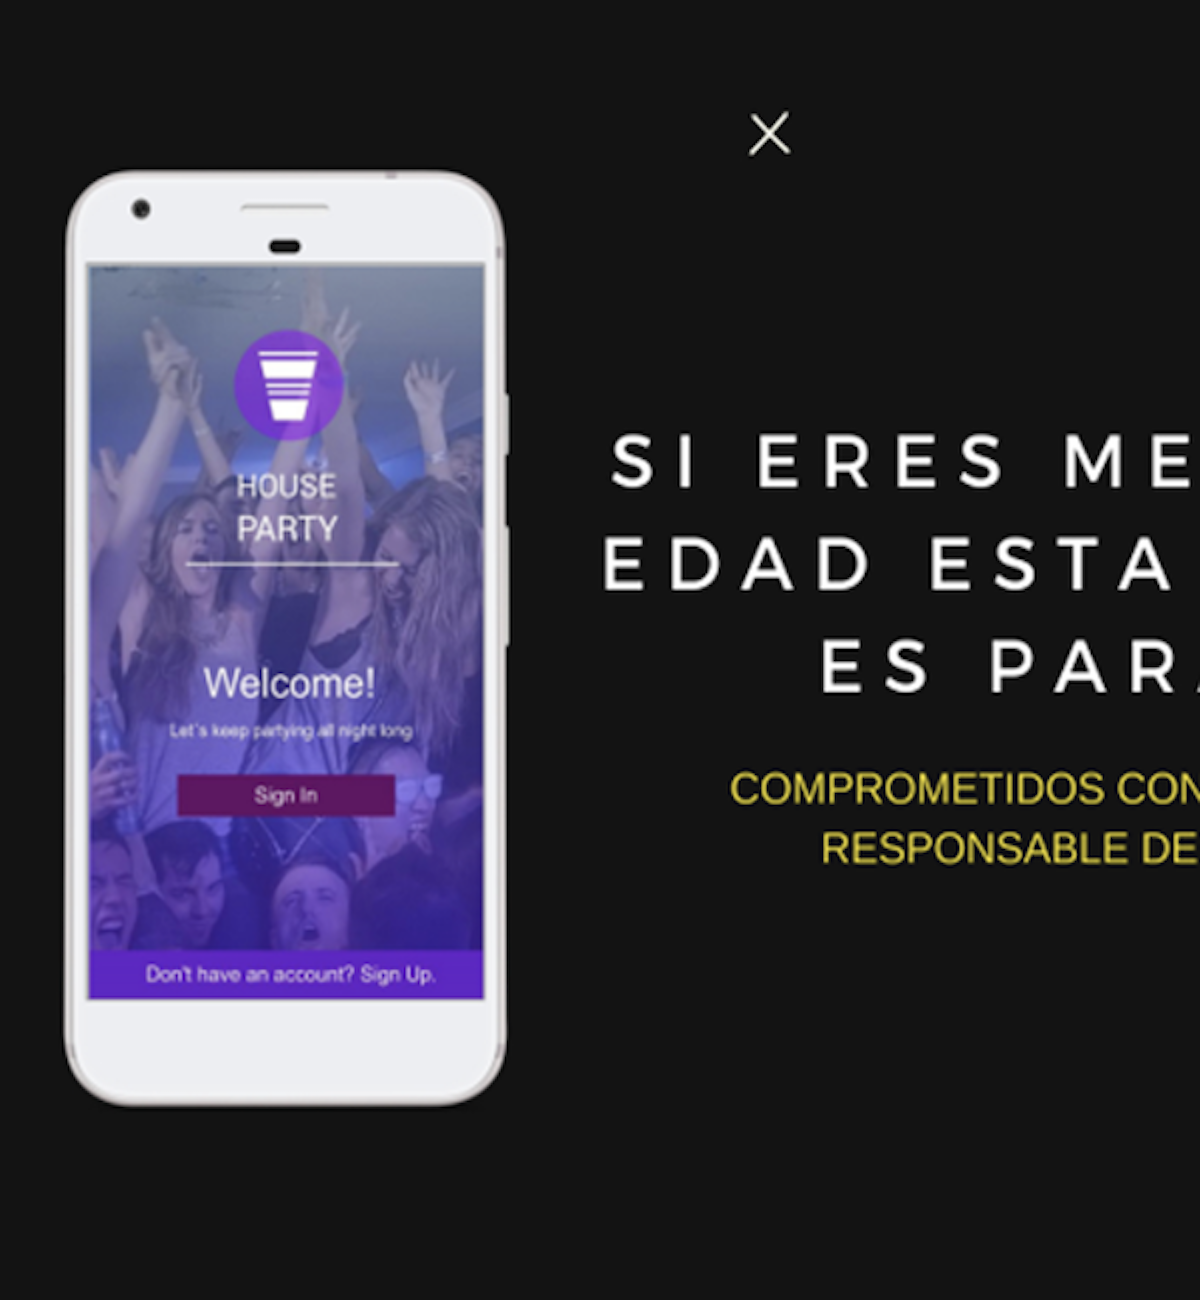 HOUSE
PARTY
Welcome!
Let's keep partying all night long
Sign In
Don't have an account? Sign Up.
SI ERES ME
EDAD ESTA
ES PAR
COMPROMETIDOS CON
RESPONSABLE DE